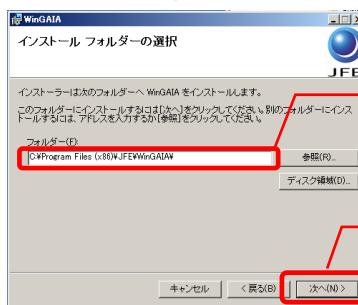 WinGAIA
インストール フォルダーの選択
JFE
インストーラーは次のフォルダーへ WinGAIA をインストールします。
このフォルダーにインストールするには[次へ]をクリックしてください。別のフォルダーにインス
トールするには、アドレスを入力するか[参照]をクリックしてください。
フォルダー(F):
C:¥Program Files (x86)¥JFE¥WinGAIA¥
参照(R)...
ディスク領域(D)...
キャンセル
< 戻る(B)
次へ(N) >